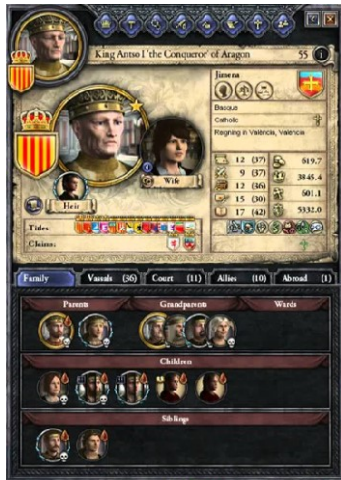 King Antso I 'the Conqueror' of Aragon 55
Jimena
Basque
Catholic
Reigning in València, Valencia
12 (37) 619.7
9 (37) 3845.4
12 (36) 601.1
15 (30) 5332.0
17 (42)
Wife
Heir
Titles:
Claims:
Family Vassals (36) Court (11) Allies (10) Abroad (1)
Parents Grandparents Wards
Children
Siblings